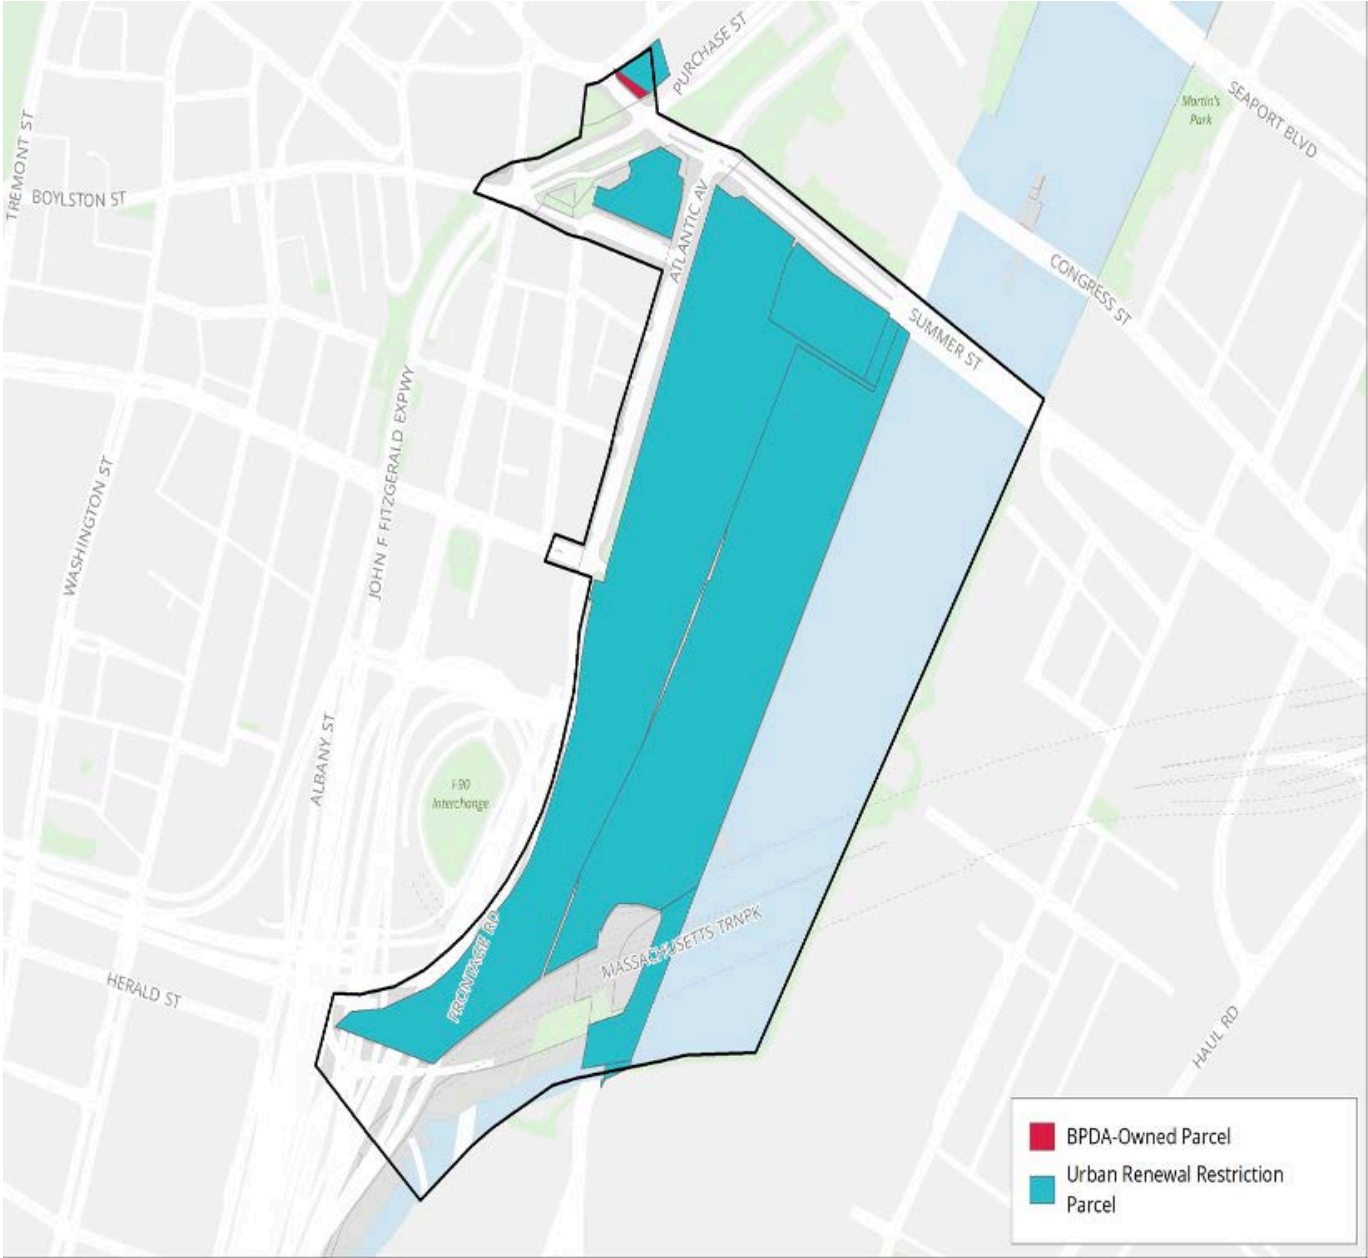 PURCHASE ST
SEAPORT BLVD
Martin's
Park
TREMONT ST
BOYLSTON ST
ATLANTIC AV
CONGRESS ST
SUMMER ST
JOHN F FITZGERALD EXPWY
WASHINGTON ST
ALBANY ST
I-90
Interchange
FRONTAGE RD
MASSACHUSETTS TRNPK
HERALD ST
HAUL RD
BPDA-Owned Parcel
Urban Renewal Restriction
Parcel